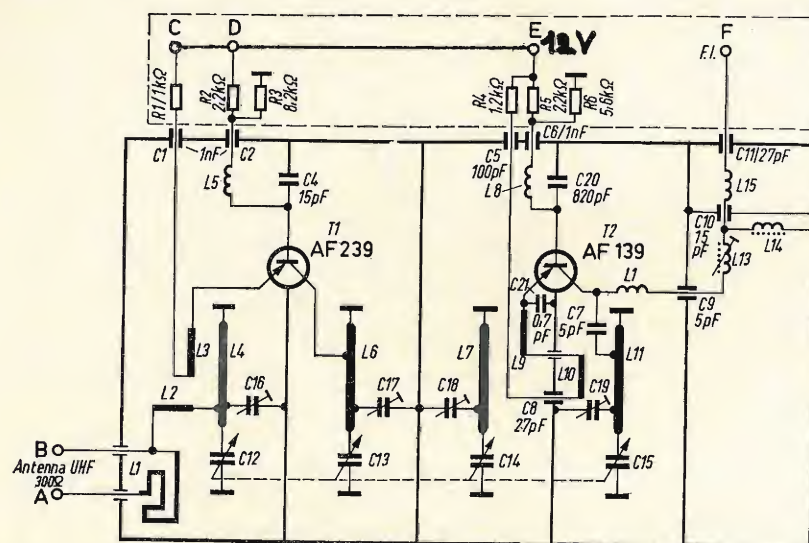 C D E 12V F
F.I.
R1/1kΩ
R2
2,2kΩ
R3
8,2kΩ
R4
1,2kΩ
R5
2,2kΩ
R6
5,6kΩ
C1 1nF C2
C5
100pF
C6/1nF
C11/27pF
L5
C4
15pF
L8
C20
820pF
L15
C10
15
pF
L14
L13
T1
AF239
T2
AF139
C21
0,7
pF
C7
5pF
L1
C9
5pF
L3
L4
L6
L7
L9
L10
L11
L2
C16
C17
C18
C8
27pF
C19
B
Antenna UHF
300Ω
A
L1
C12
C13
C14
C15